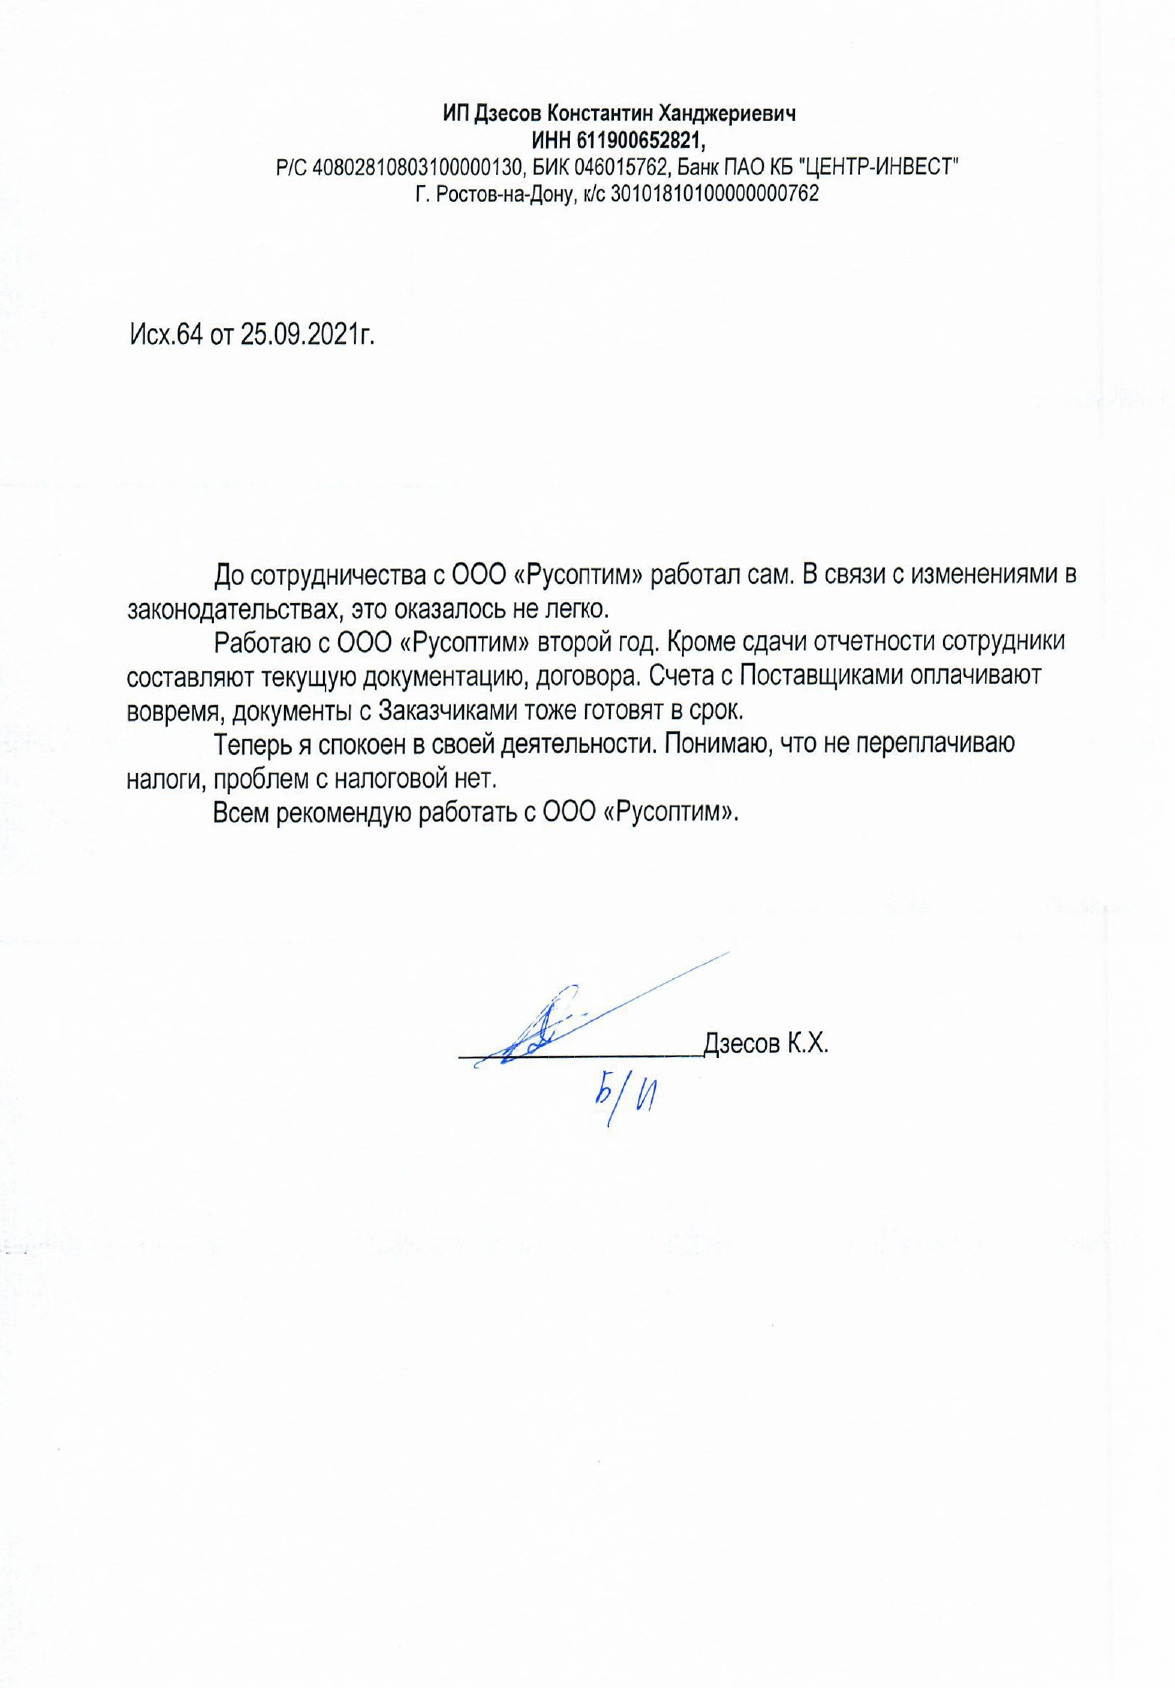 ИП Дзесов Константин Ханджериевич
ИНН 611900652821,
Р/С 40802810803100000130, БИК 046015762, Банк ПАО КБ "ЦЕНТР-ИНВЕСТ"
Г. Ростов-на-Дону, к/с 30101810100000000762
Исх.64 от 25.09.2021г.
До сотрудничества с ООО «Русоптим» работал сам. В связи с изменениями в
законодательствах, это оказалось не легко.
Работаю с ООО «Русоптим» второй год. Кроме сдачи отчетности сотрудники
составляют текущую документацию, договора. Счета с Поставщиками оплачивают
вовремя, документы с Заказчиками тоже готовят в срок.
Теперь я спокоен в своей деятельности. Понимаю, что не переплачиваю
налоги, проблем с налоговой нет.
Всем рекомендую работать с ООО «Русоптим».
Дзесов К.Х.
Б/И